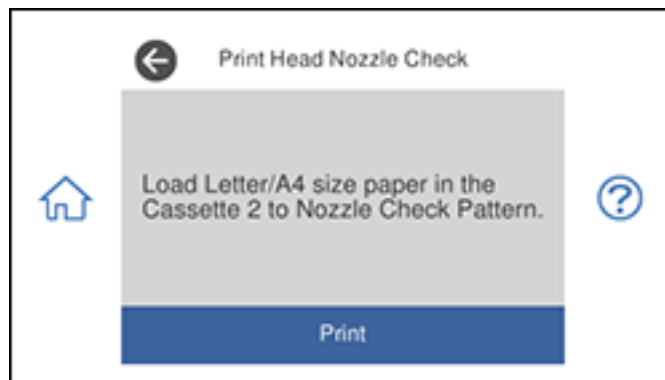 Print Head Nozzle Check
Load Letter/A4 size paper in the
Cassette 2 to Nozzle Check Pattern.
Print